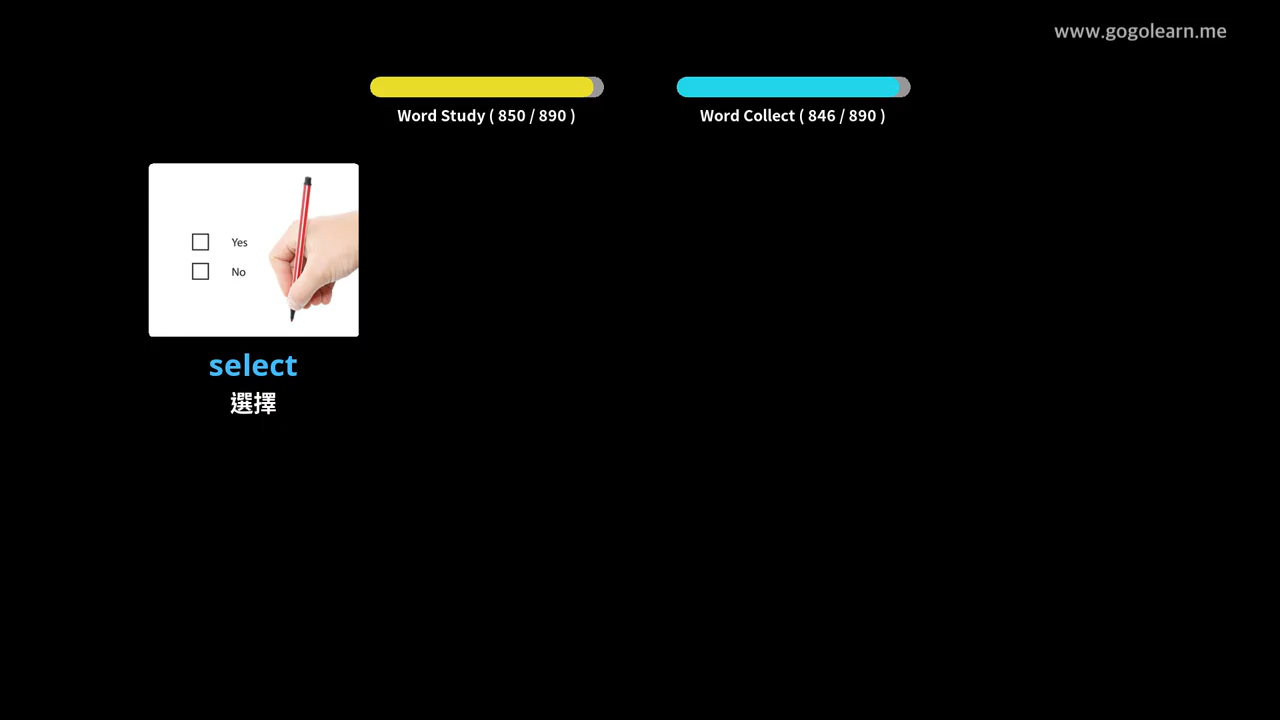 www.gogolearn.me
Word Study ( 850 / 890 )
Word Collect ( 846 / 890 )
Yes
No
select
選擇